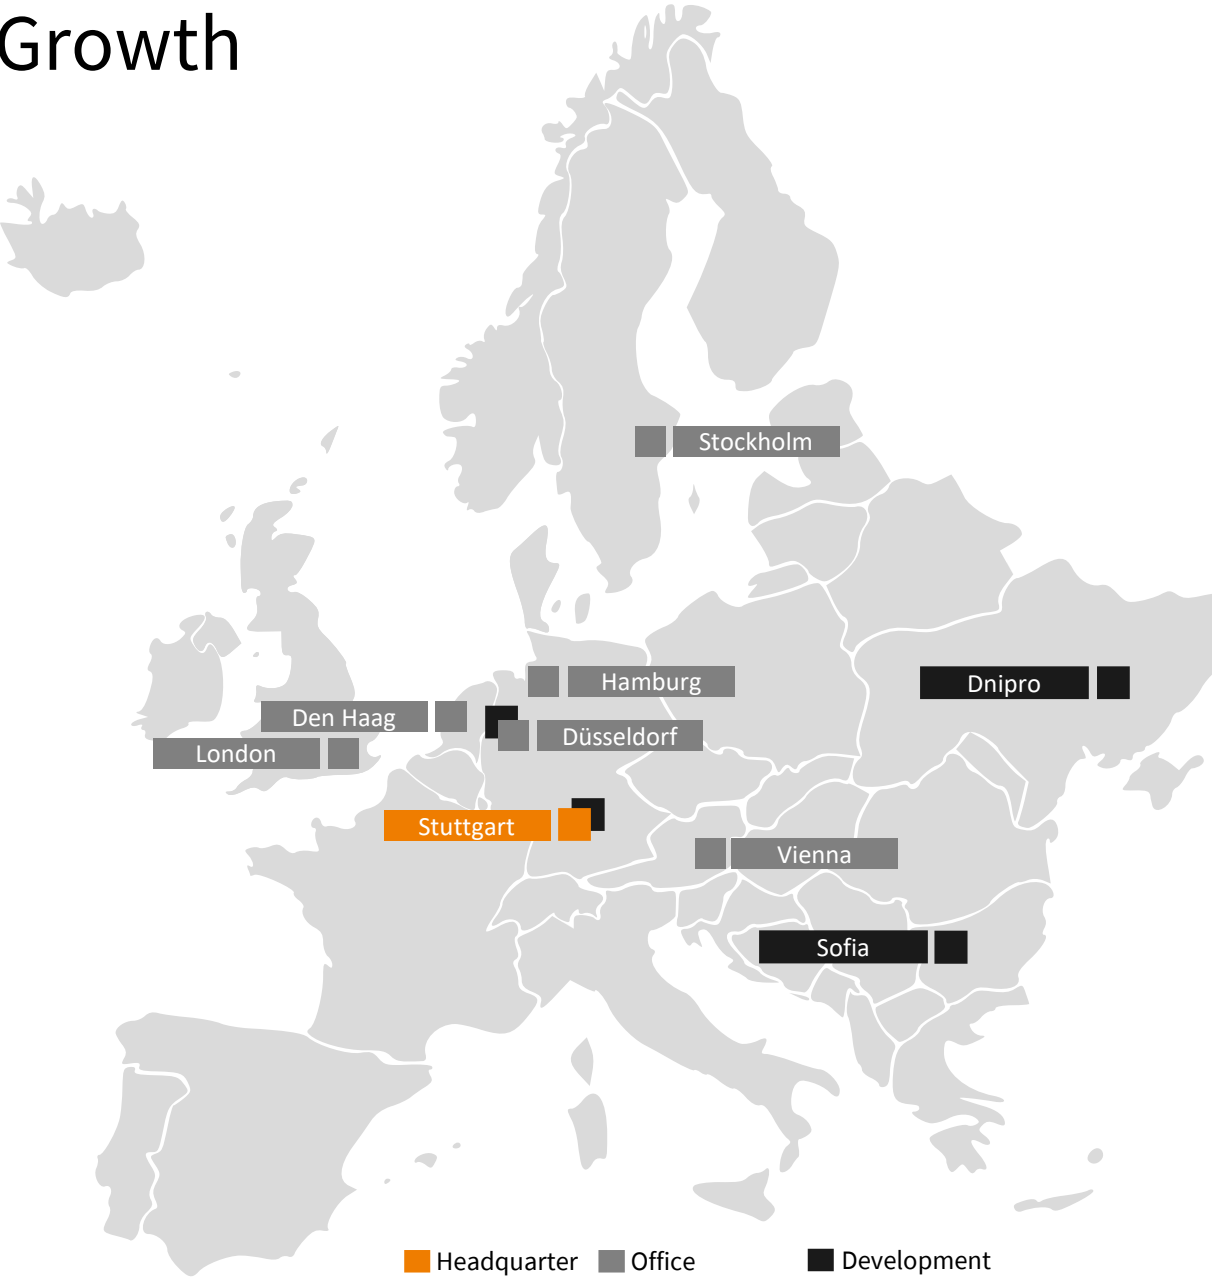 Growth
Stockholm
Hamburg
Dnipro
Den Haag
Düsseldorf
London
Stuttgart
Vienna
Sofia
Headquarter
Office
Development